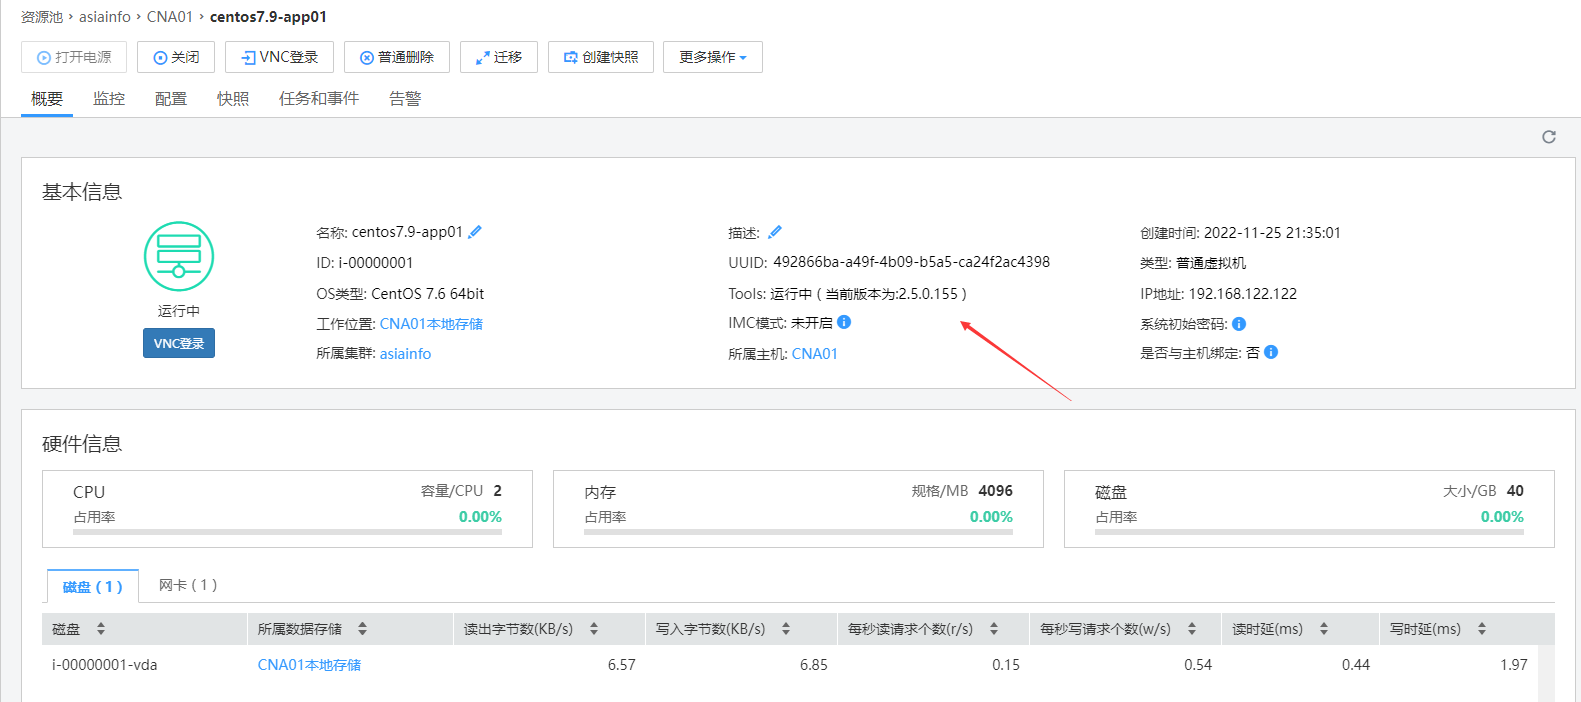 资源池 › asiainfo › CNA01 › centos7.9-app01
打开电源 关闭 VNC登录 普通删除 迁移 创建快照 更多操作
概要 监控 配置 快照 任务和事件 告警
基本信息
运行中
VNC登录
名称: centos7.9-app01
ID: i-00000001
OS类型: CentOS 7.6 64bit
工作位置: CNA01本地存储
所属集群: asiainfo
描述:
UUID: 492866ba-a49f-4b09-b5a5-ca24f2ac4398
Tools: 运行中 ( 当前版本为:2.5.0.155 )
IMC模式: 未开启
所属主机: CNA01
创建时间: 2022-11-25 21:35:01
类型: 普通虚拟机
IP地址: 192.168.122.122
系统初始密码:
是否与主机绑定: 否
硬件信息
CPU 容量/CPU 2
占用率 0.00%
内存 规格/MB 4096
占用率 0.00%
磁盘 大小/GB 40
占用率 0.00%
磁盘 ( 1 ) 网卡 ( 1 )
磁盘 所属数据存储 读出字节数(KB/s) 写入字节数(KB/s) 每秒读请求个数(r/s) 每秒写请求个数(w/s) 读时延(ms) 写时延(ms)
i-00000001-vda CNA01本地存储 6.57 6.85 0.15 0.54 0.44 1.97